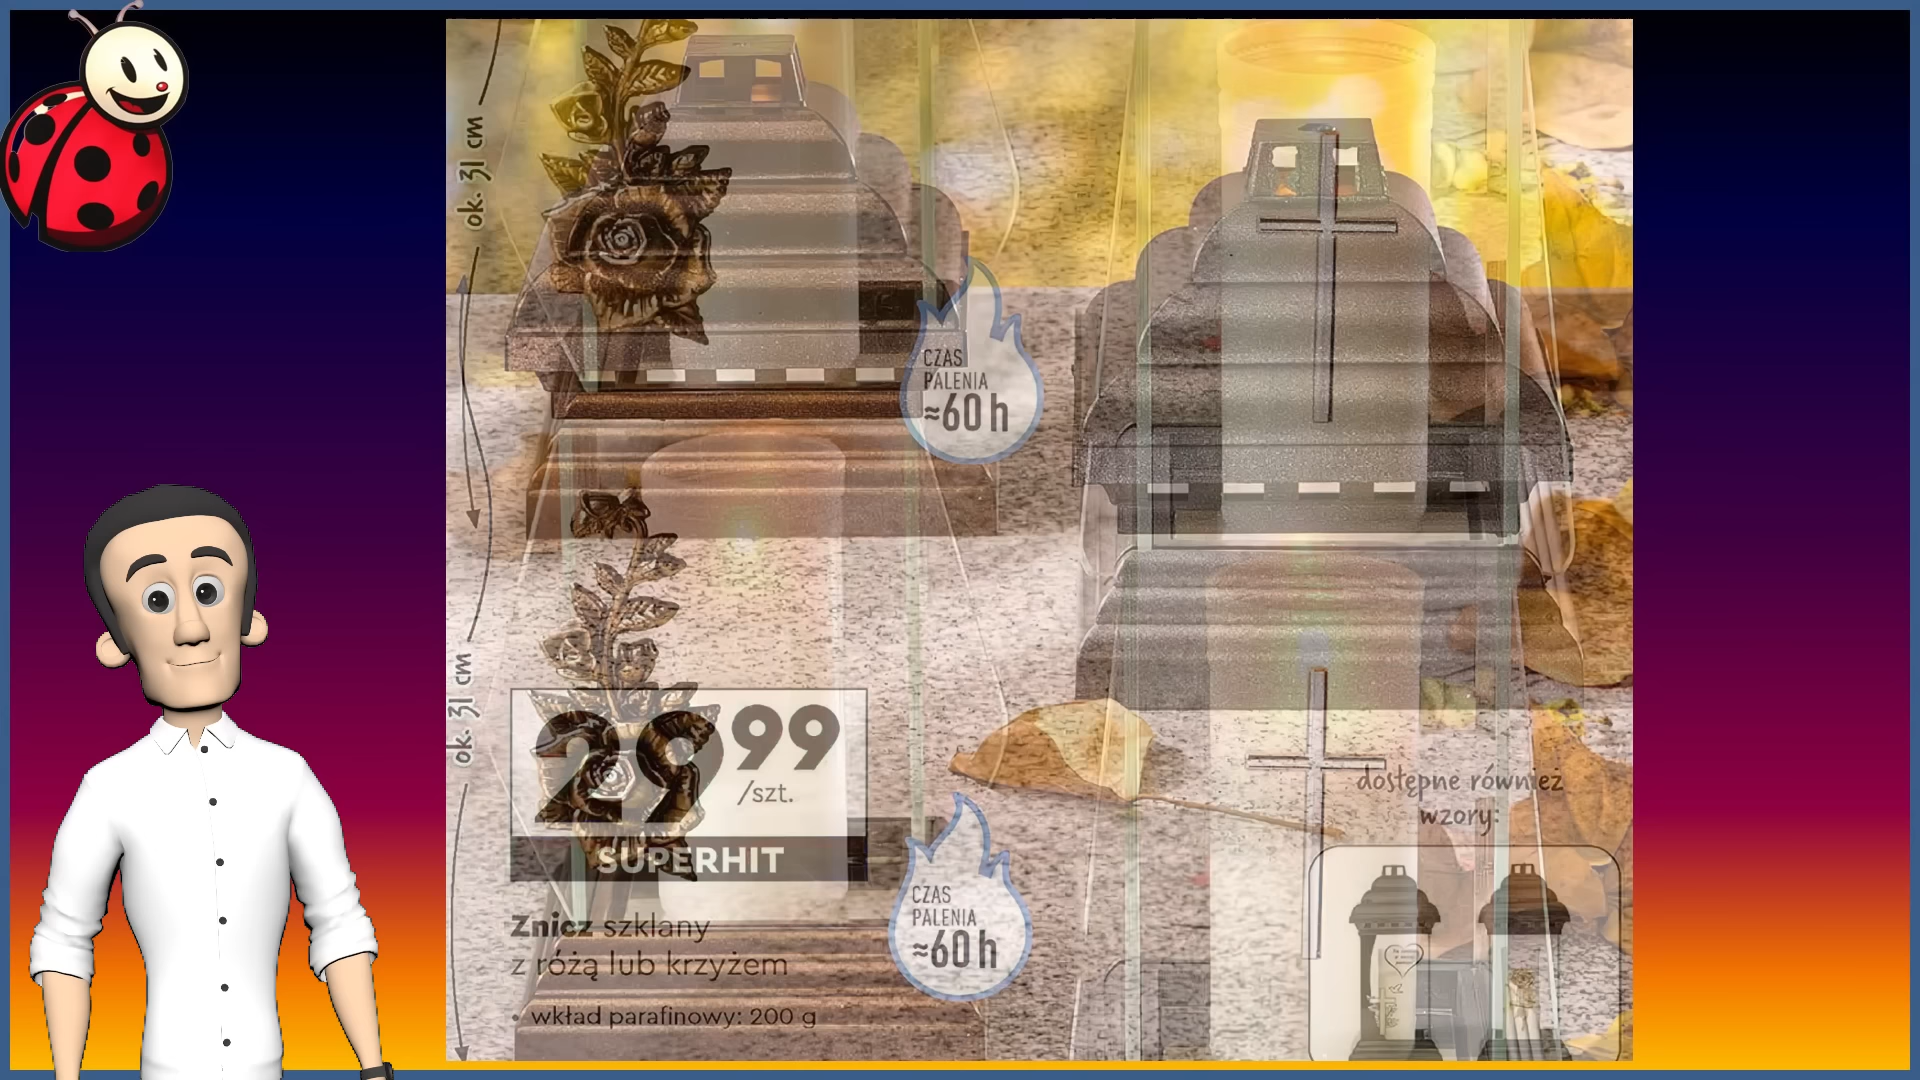 ok. 31 cm
CZAS
PALENIA
≈60 h
ok. 31 cm
29 99
/szt.
SUPERHIT
dostępne również
wzory:
CZAS
PALENIA
≈60 h
Znicz szklany
z różą lub krzyżem
• wkład parafinowy: 200 g